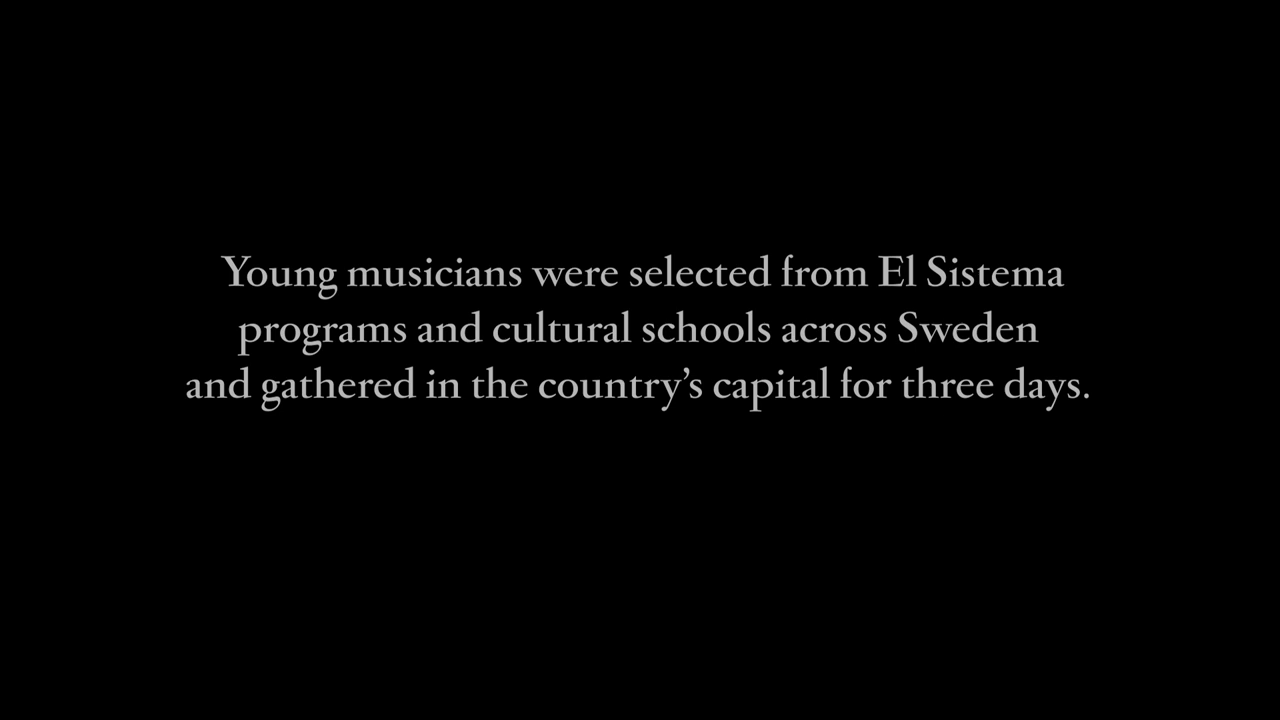 Young musicians were selected from El Sistema
programs and cultural schools across Sweden
and gathered in the country’s capital for three days.